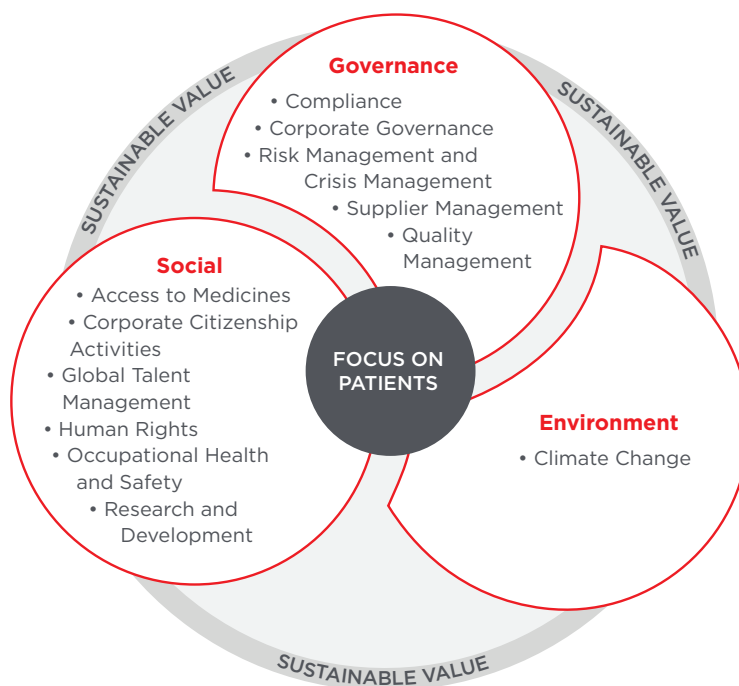 SUSTAINABLE VALUE
SUSTAINABLE VALUE
Governance
• Compliance
• Corporate Governance
• Risk Management and
Crisis Management
• Supplier Management
• Quality
Management
Social
• Access to Medicines
• Corporate Citizenship
Activities
• Global Talent
Management
• Human Rights
• Occupational Health
and Safety
• Research and
Development
FOCUS ON
PATIENTS
Environment
• Climate Change
SUSTAINABLE VALUE